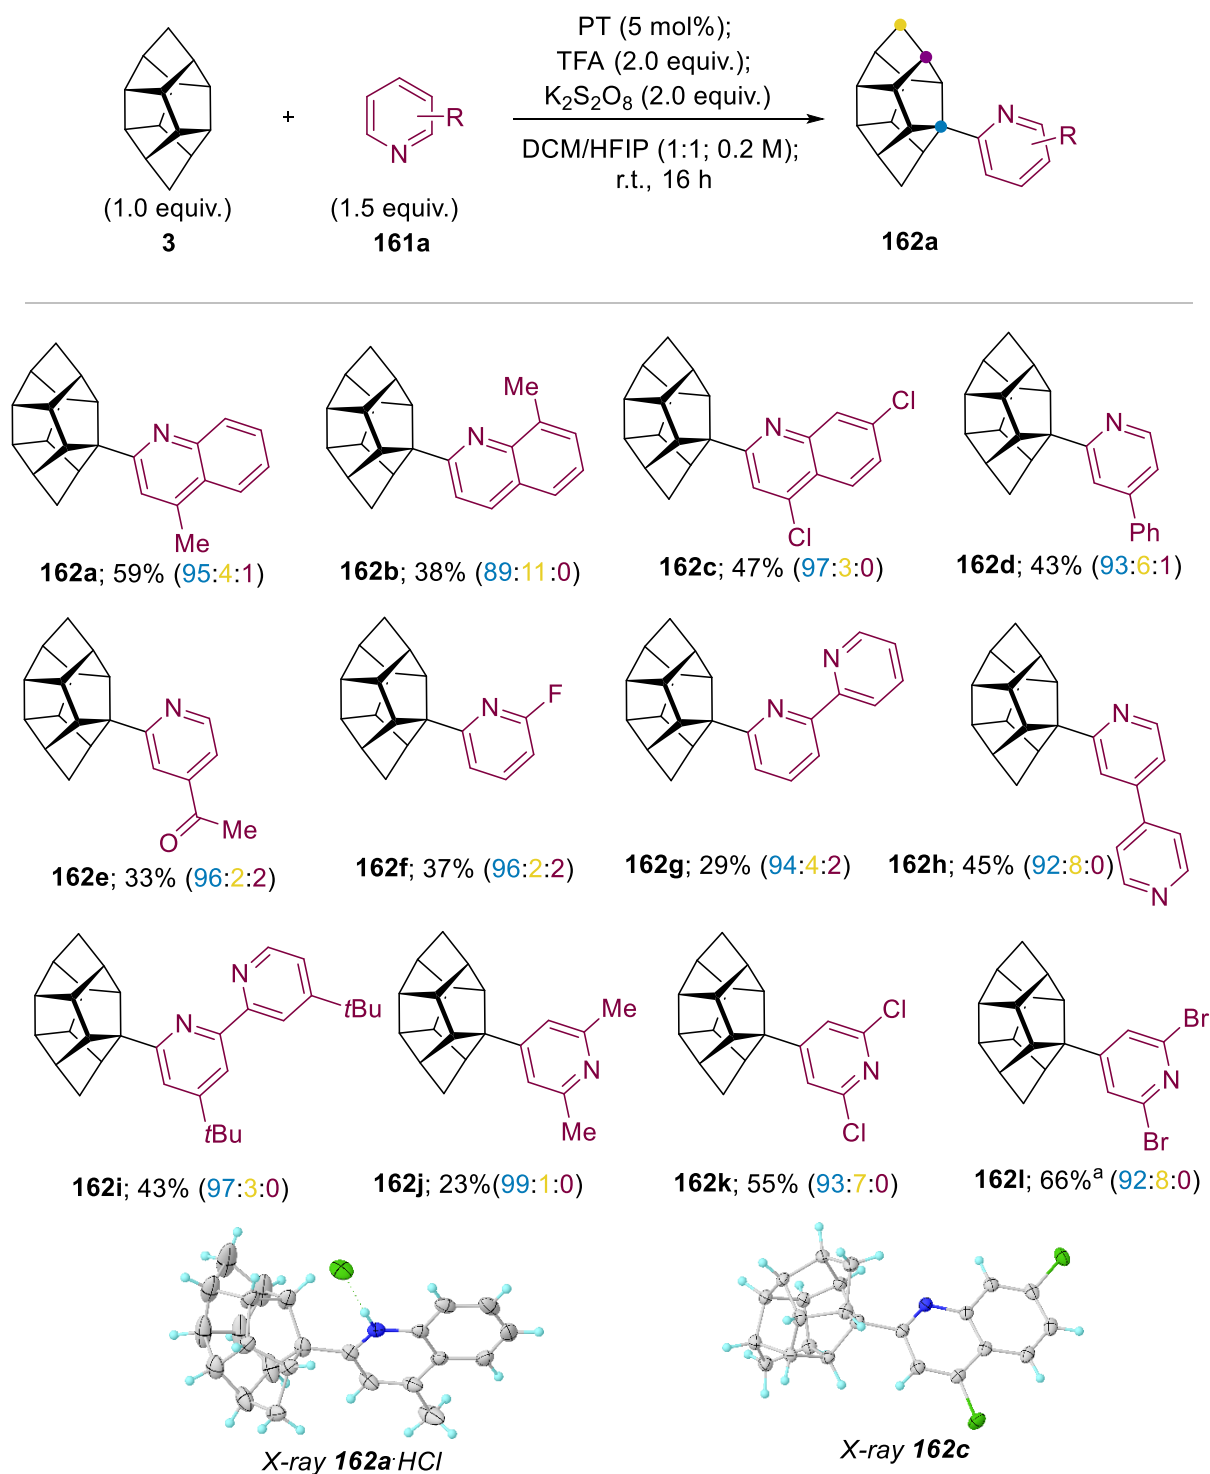 PT (5 mol%);
TFA (2.0 equiv.);
K2S2O8 (2.0 equiv.)
DCM/HFIP (1:1; 0.2 M);
r.t., 16 h
+
N
R
(1.0 equiv.)
3
(1.5 equiv.)
161a
N
R
162a
N
Me
162a; 59% (95:4:1)
Me
N
162b; 38% (89:11:0)
N
Cl
Cl
162c; 47% (97:3:0)
N
Ph
162d; 43% (93:6:1)
N
O
Me
162e; 33% (96:2:2)
N
F
162f; 37% (96:2:2)
N
N
162g; 29% (94:4:2)
N
N
162h; 45% (92:8:0)
N
N
tBu
tBu
162i; 43% (97:3:0)
Me
N
Me
162j; 23%(99:1:0)
Cl
N
Cl
162k; 55% (93:7:0)
Br
N
Br
162l; 66%a (92:8:0)
X-ray 162a·HCl
X-ray 162c